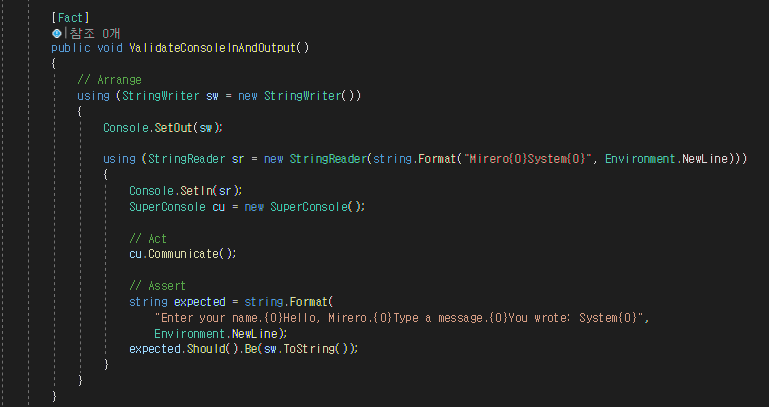 [Fact]
참조 0개
public void ValidateConsoleInAndOutput()
{
// Arrange
using (StringWriter sw = new StringWriter())
{
Console.SetOut(sw);
using (StringReader sr = new StringReader(string.Format("Mirero{0}System{0}", Environment.NewLine)))
{
Console.SetIn(sr);
SuperConsole cu = new SuperConsole();
// Act
cu.Communicate();
// Assert
string expected = string.Format(
"Enter your name.{0}Hello, Mirero.{0}Type a message.{0}You wrote: System{0}",
Environment.NewLine);
expected.Should().Be(sw.ToString());
}
}
}